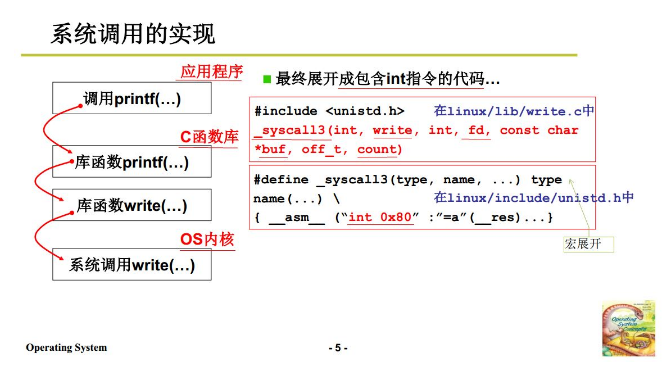 系统调用的实现
应用程序
调用printf(…)
C函数库
库函数printf(…)
库函数write(…)
OS内核
系统调用write(…)
最终展开成包含int指令的代码…
#include <unistd.h> 在linux/lib/write.c中
_syscall3(int, write, int, fd, const char
*buf, off_t, count)
#define _syscall3(type, name, ...) type
name(...) \ 在linux/include/unistd.h中
{ __asm__ (“int 0x80” :”=a”(__res)...}
宏展开
Operating
System
Concepts
Operating System
- 5 -